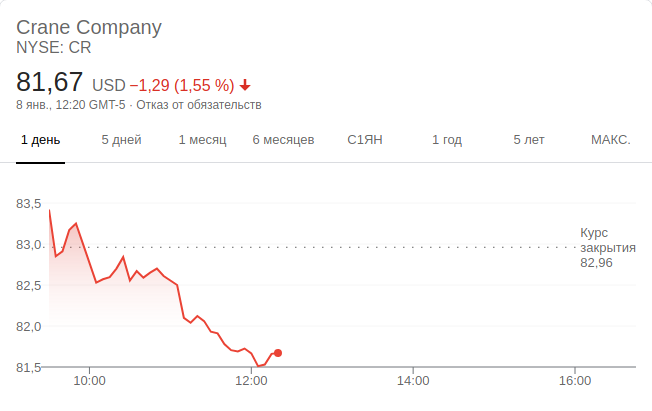 Crane Company
NYSE: CR
81,67 USD −1,29 (1,55 %)
8 янв., 12:20 GMT-5 · Отказ от обязательств
1 день 5 дней 1 месяц 6 месяцев С1ЯН 1 год 5 лет МАКС.
83,5
Курс
83,0 закрытия
82,96
82,5
82,0
81,5
10:00 12:00 14:00 16:00